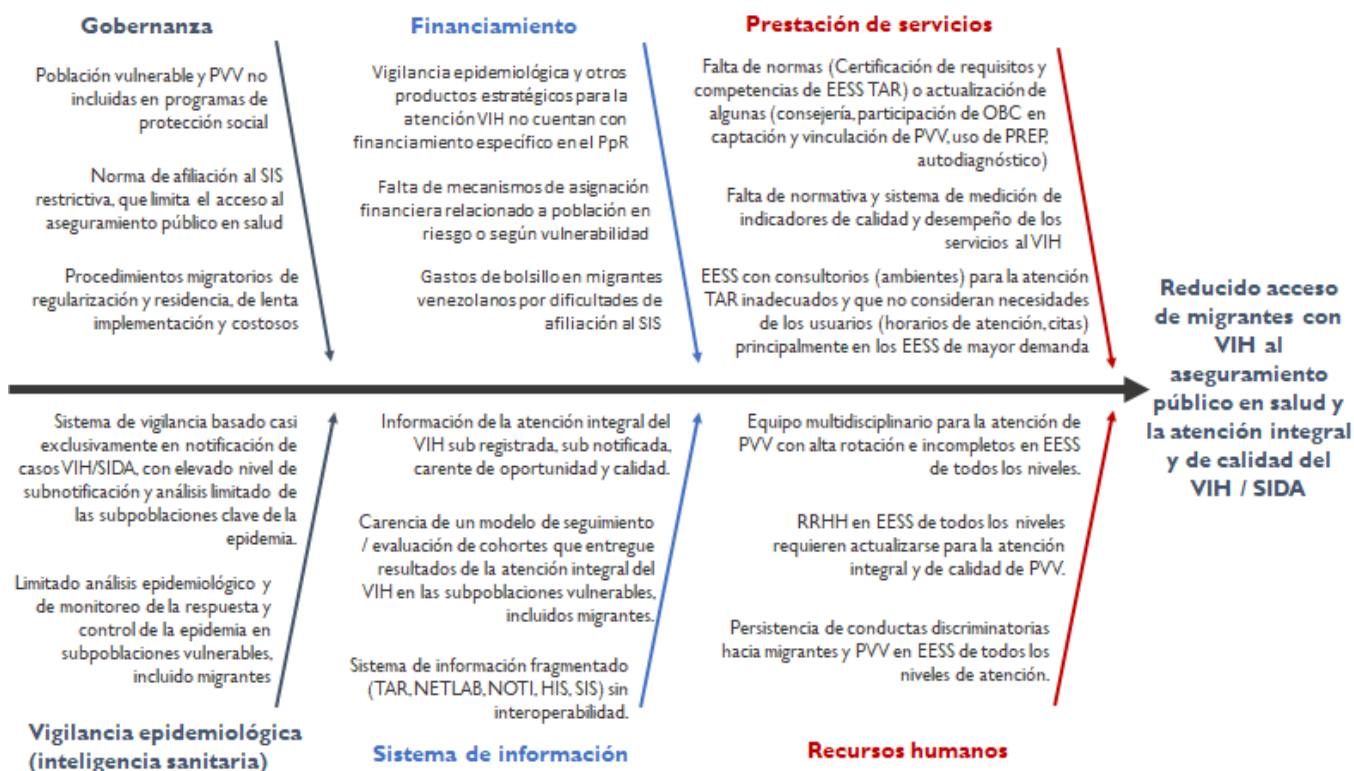 Gobernanza
Población vulnerable y PVV no
incluidas en programas de
protección social
Norma de afiliación al SIS
restrictiva, que limita el acceso al
aseguramiento público en salud
Procedimientos migratorios de
regularización y residencia, de lenta
implementación y costosos
Financiamiento
Vigilancia epidemiológica y otros
productos estratégicos para la
atención VIH no cuentan con
financiamiento específico en el PpR
Falta de mecanismos de asignación
financiera relacionado a población en
riesgo o según vulnerabilidad
Gastos de bolsillo en migrantes
venezolanos por dificultades de
afiliación al SIS
Prestación de servicios
Falta de normas (Certificación de requisitos y
competencias de EESS TAR) o actualización de
algunas (consejería, participación de OBC en
captación y vinculación de PVV, uso de PREP,
autodiagnóstico)
Falta de normativa y sistema de medición de
indicadores de calidad y desempeño de los
servicios al VIH
EESS con consultorios (ambientes) para la atención
TAR inadecuados y que no consideran necesidades
de los usuarios (horarios de atención, citas)
principalmente en los EESS de mayor demanda
Reducido acceso
de migrantes con
VIH al
aseguramiento
público en salud y
la atención integral
y de calidad del
VIH / SIDA
Sistema de vigilancia basado casi
exclusivamente en notificación de
casos VIH/SIDA, con elevado nivel de
subnotificación y análisis limitado de
las subpoblaciones clave de la
epidemia.
Limitado análisis epidemiológico y
de monitoreo de la respuesta y
control de la epidemia en
subpoblaciones vulnerables,
incluido migrantes
Vigilancia epidemiológica
(inteligencia sanitaria)
Información de la atención integral del
VIH sub registrada, sub notificada,
carente de oportunidad y calidad.
Carencia de un modelo de seguimiento
/ evaluación de cohortes que entregue
resultados de la atención integral del
VIH en las subpoblaciones vulnerables,
incluidos migrantes.
Sistema de información fragmentado
(TAR, NETLAB, NOTI, HIS, SIS) sin
interoperabilidad.
Sistema de información
Equipo multidisciplinario para la atención de
PVV con alta rotación e incompletos en EESS
de todos los niveles.
RRHH en EESS de todos los niveles
requieren actualizarse para la atención
integral y de calidad de PVV.
Persistencia de conductas discriminatorias
hacia migrantes y PVV en EESS de todos los
niveles de atención.
Recursos humanos